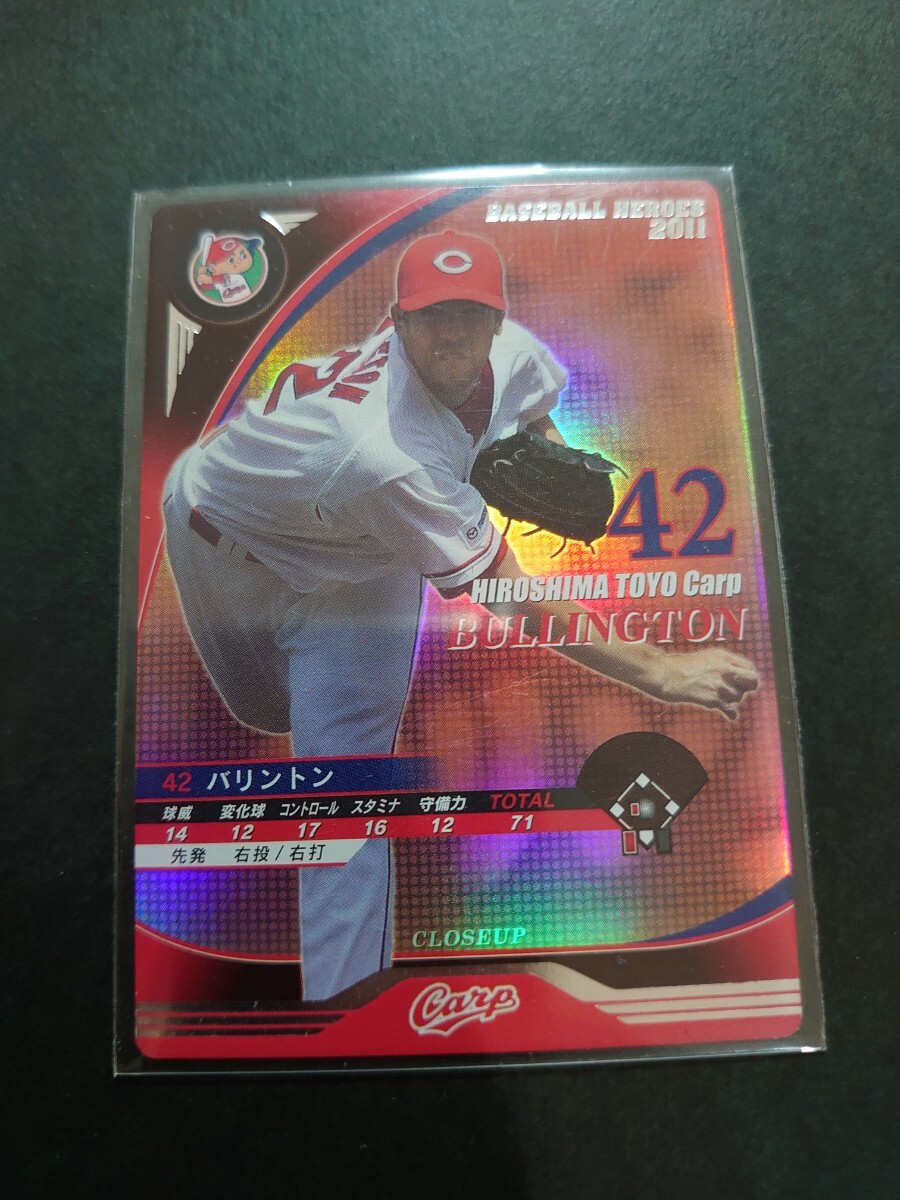 BASEBALL HEROES
2011
42
HIROSHIMA TOYO Carp
BULLINGTON
42 バリントン
球威 変化球 コントロール スタミナ 守備力 TOTAL
14 12 17 16 12 71
先発 右投/右打
CLOSEUP
Carp